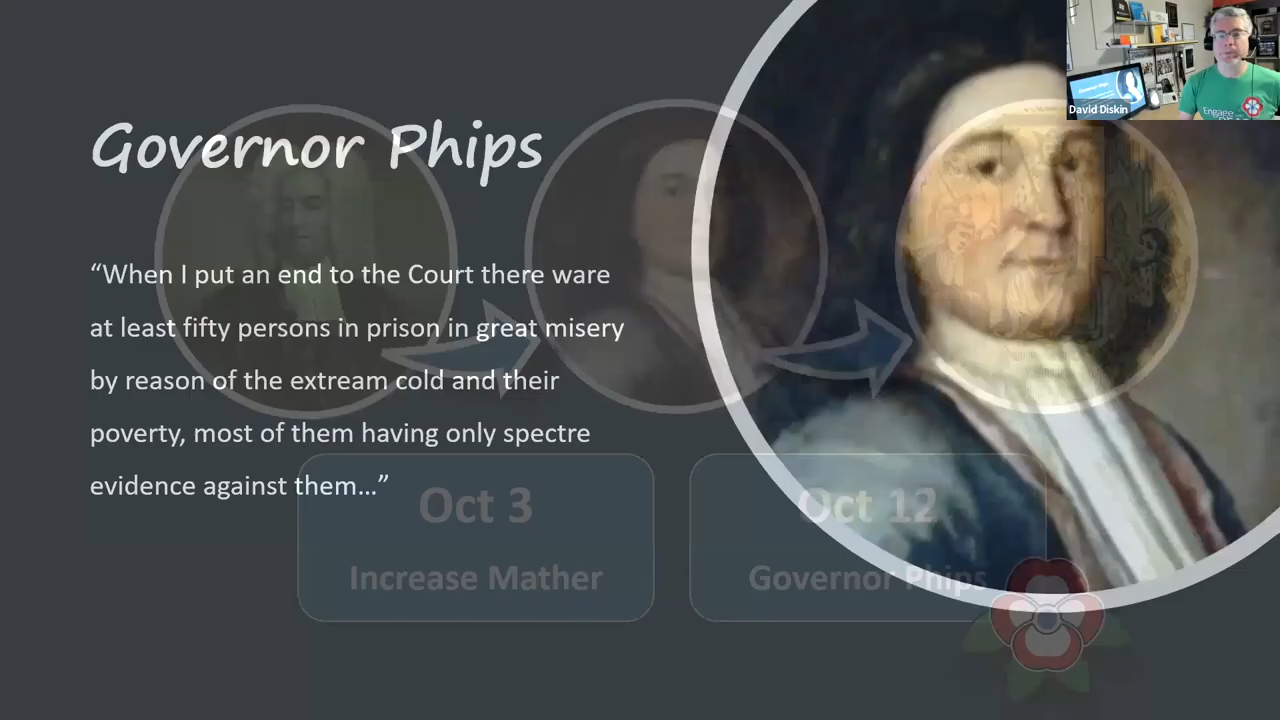 Governor Phips
“When I put an end to the Court there ware
at least fifty persons in prison in great misery
by reason of the extream cold and their
poverty, most of them having only spectre
evidence against them…”
Oct 3
Increase Mather
Oct 12
Governor Phips
David Diskin
Engage